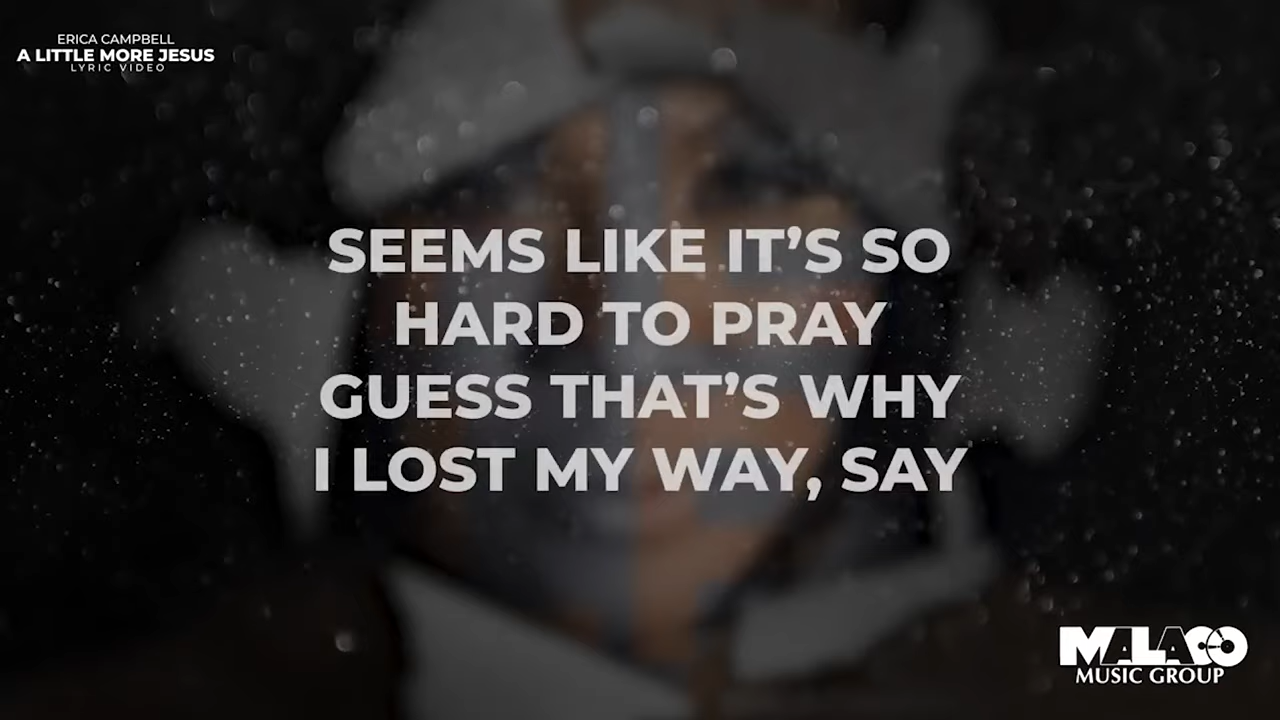 ERICA CAMPBELL
A LITTLE MORE JESUS
LYRIC VIDEO
SEEMS LIKE IT’S SO
HARD TO PRAY
GUESS THAT’S WHY
I LOST MY WAY, SAY
MALACO
MUSIC GROUP